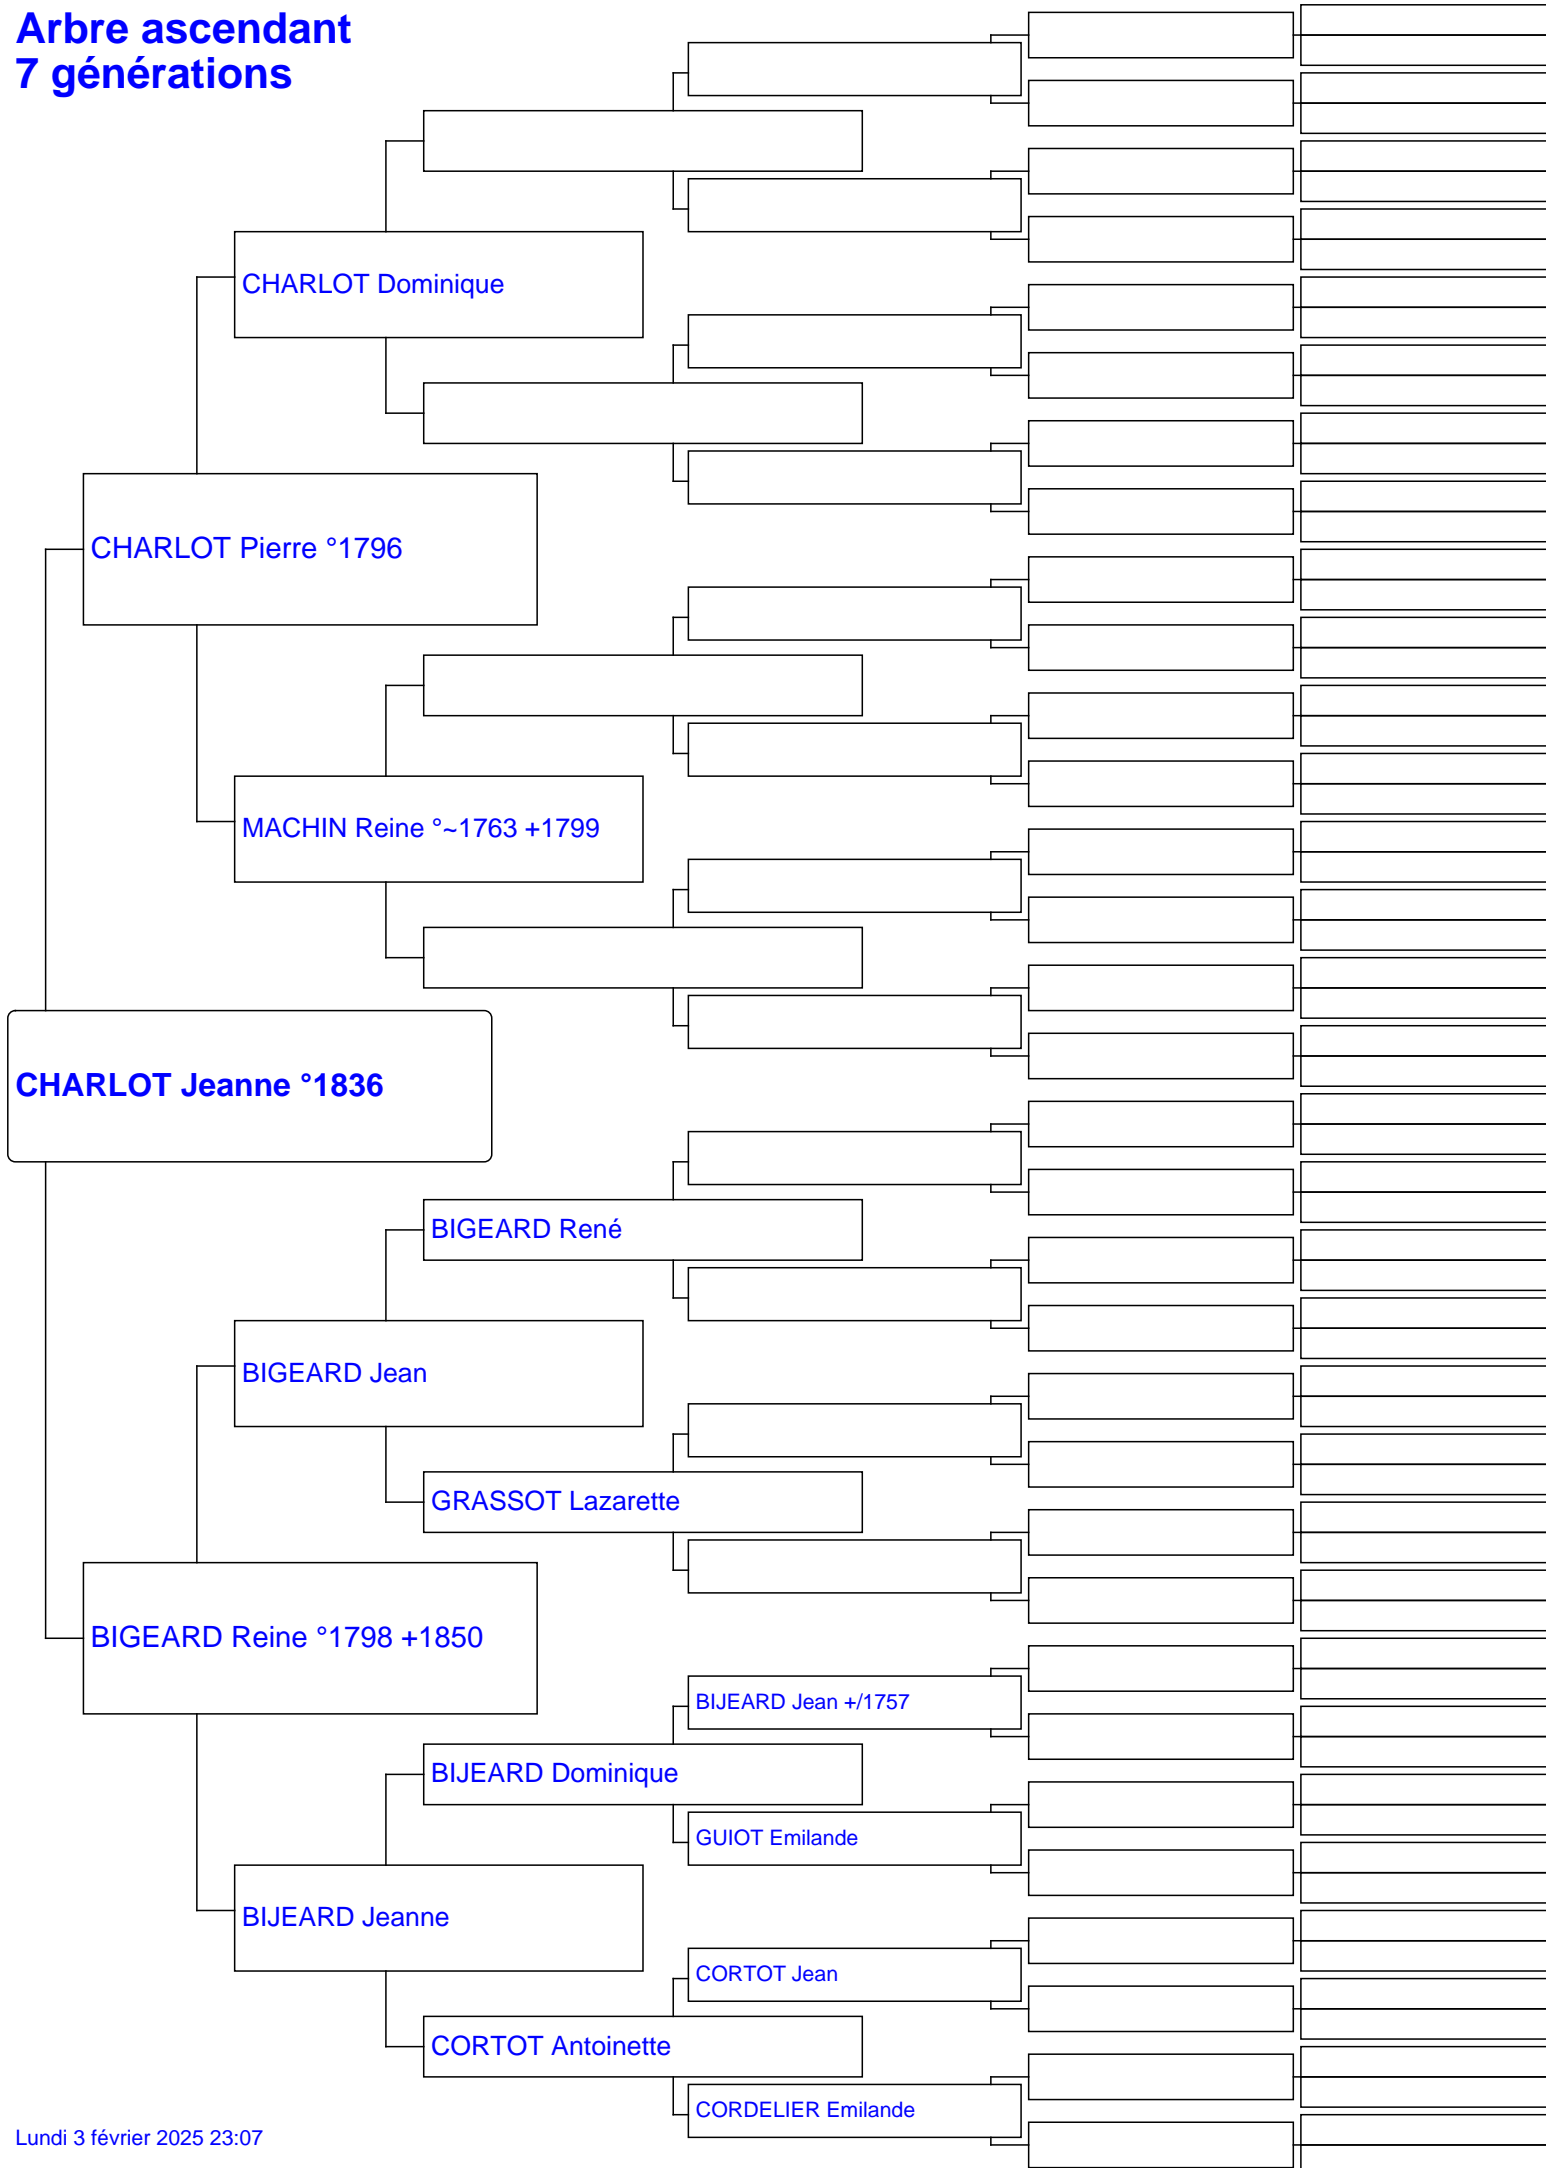 Arbre ascendant
7 générations
CHARLOT Dominique
CHARLOT Pierre °1796
MACHIN Reine °~1763 +1799
CHARLOT Jeanne °1836
BIGEARD René
BIGEARD Jean
GRASSOT Lazarette
BIGEARD Reine °1798 +1850
BIJEARD Jean +/1757
BIJEARD Dominique
GUIOT Emilande
BIJEARD Jeanne
CORTOT Jean
CORTOT Antoinette
CORDELIER Emilande
Lundi 3 février 2025 23:07